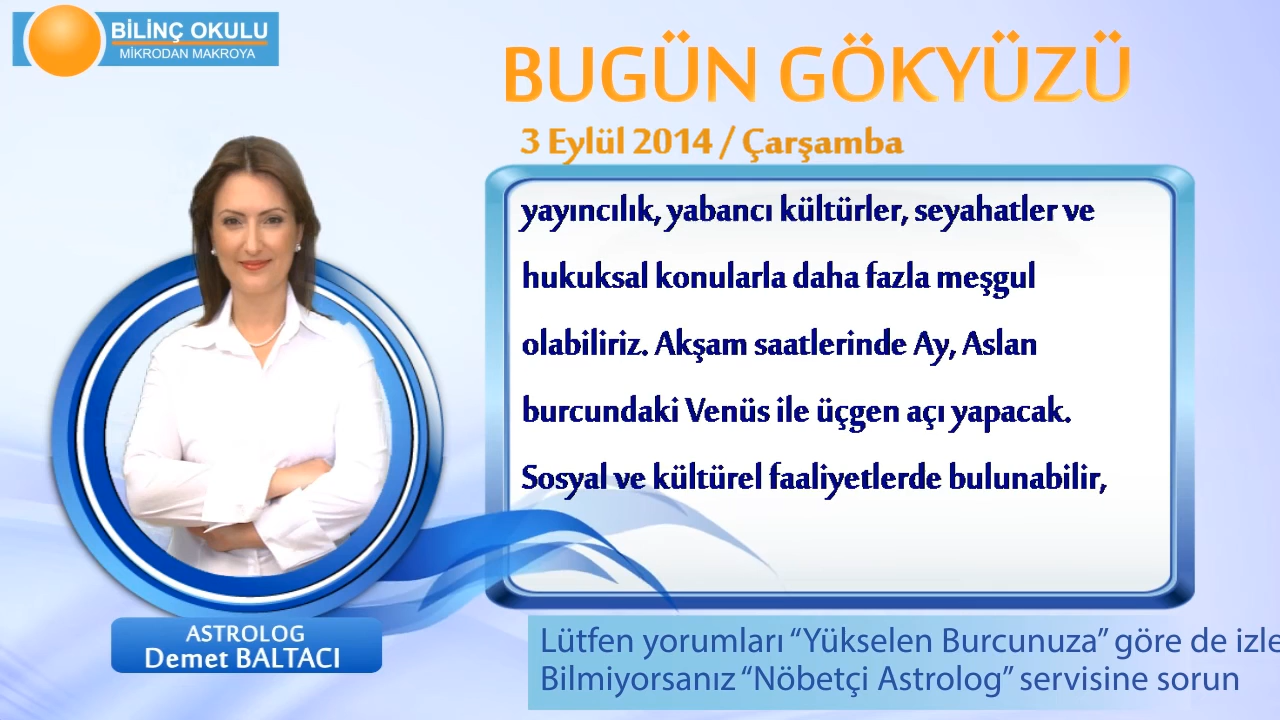 BİLİNÇ OKULU
MİKRODAN MAKROYA
BUGÜN GÖKYÜZÜ
3 Eylül 2014 / Çarşamba
yayıncılık, yabancı kültürler, seyahatler ve
hukuksal konularla daha fazla meşgul
olabiliriz. Akşam saatlerinde Ay, Aslan
burcundaki Venüs ile üçgen açı yapacak.
Sosyal ve kültürel faaliyetlerde bulunabilir,
ASTROLOG
Demet BALTACI
Lütfen yorumları “Yükselen Burcunuza” göre de izle
Bilmiyorsanız “Nöbetçi Astrolog” servisine sorun